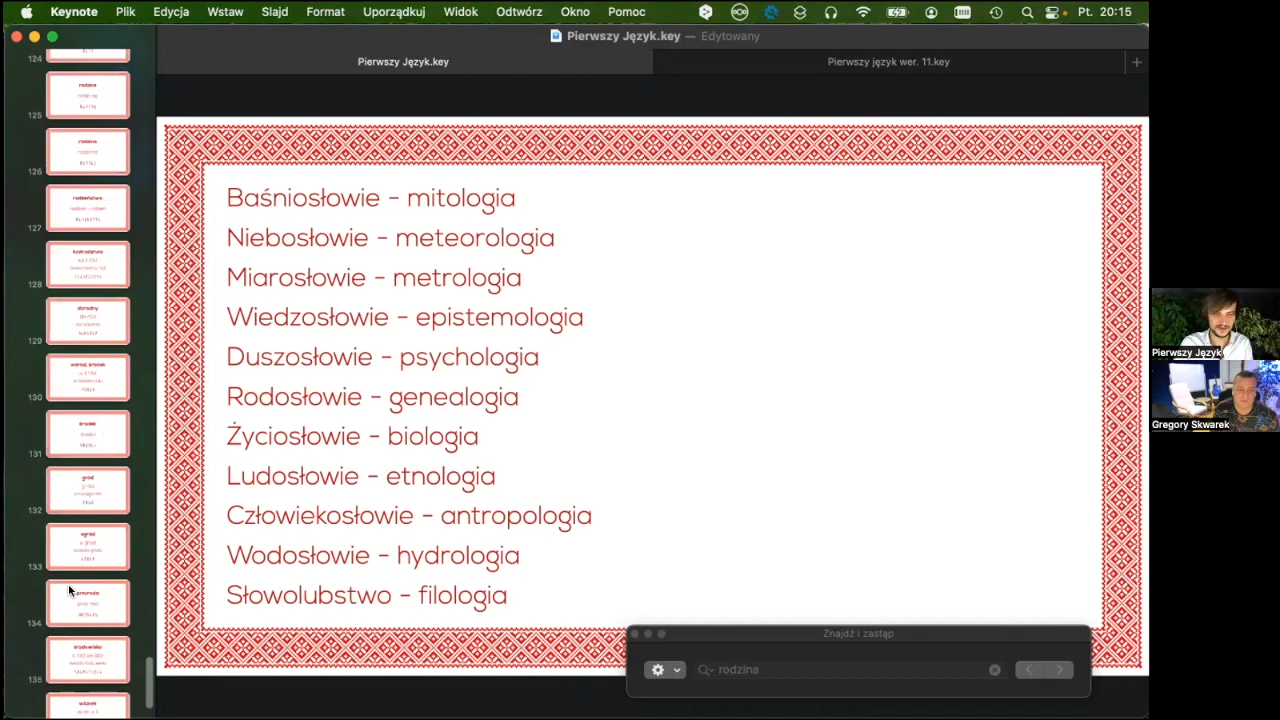 Keynote Plik Edycja Wstaw Slajd Format Uporządkuj Widok Odtwórz Okno Pomoc Pt. 20:15
Pierwszy Język.key — Edytowany
Pierwszy Język.key Pierwszy język wer. 11.key
124
125
126
127
128
129
130
131
132
133
134
135
Baśniosłowie – mitologia
Niebosłowie – meteorologia
Miarosłowie – metrologia
Wiedzosłowie – epistemologia
Duszosłowie – psychologia
Rodosłowie – genealogia
Życiosłowie – biologia
Ludosłowie – etnologia
Człowiekosłowie – antropologia
Wodosłowie – hydrologia
Słowolubstwo – filologia
Znajdź i zastąp
rodzina
Pierwszy Język
Gregory Skwarek